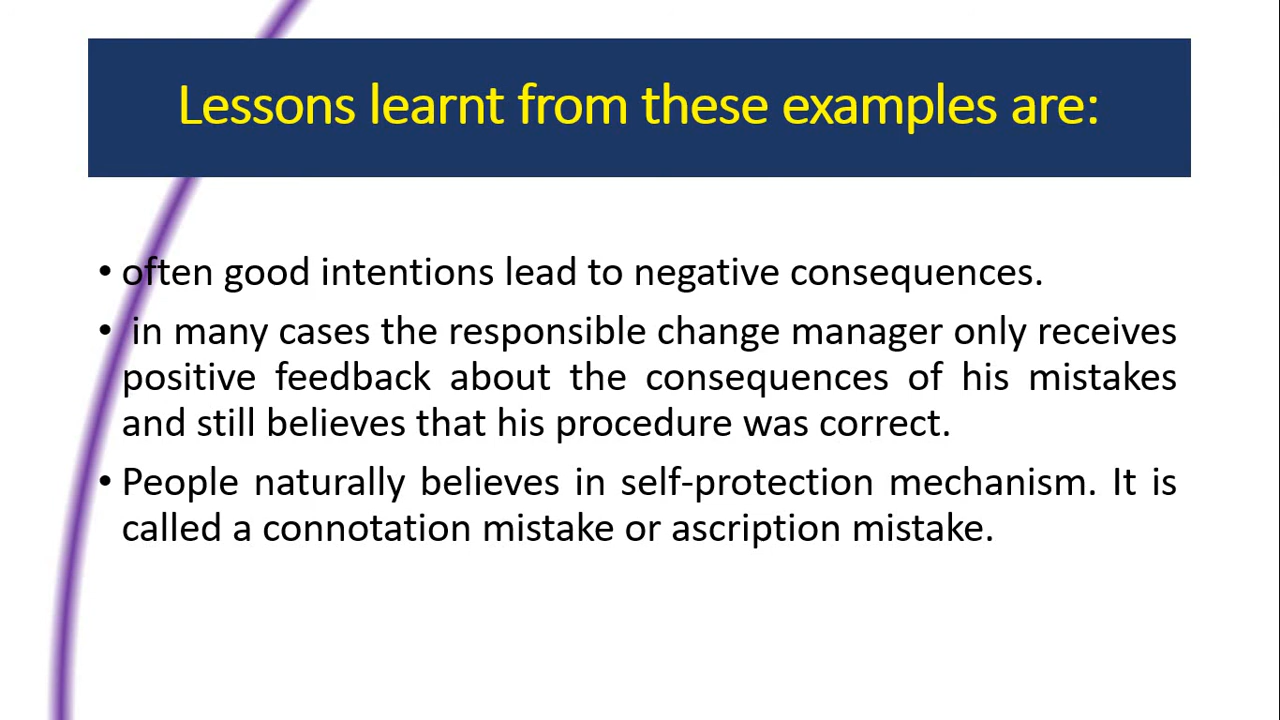 Lessons learnt from these examples are:
• often good intentions lead to negative consequences.
• in many cases the responsible change manager only receives
positive feedback about the consequences of his mistakes
and still believes that his procedure was correct.
• People naturally believes in self-protection mechanism. It is
called a connotation mistake or ascription mistake.